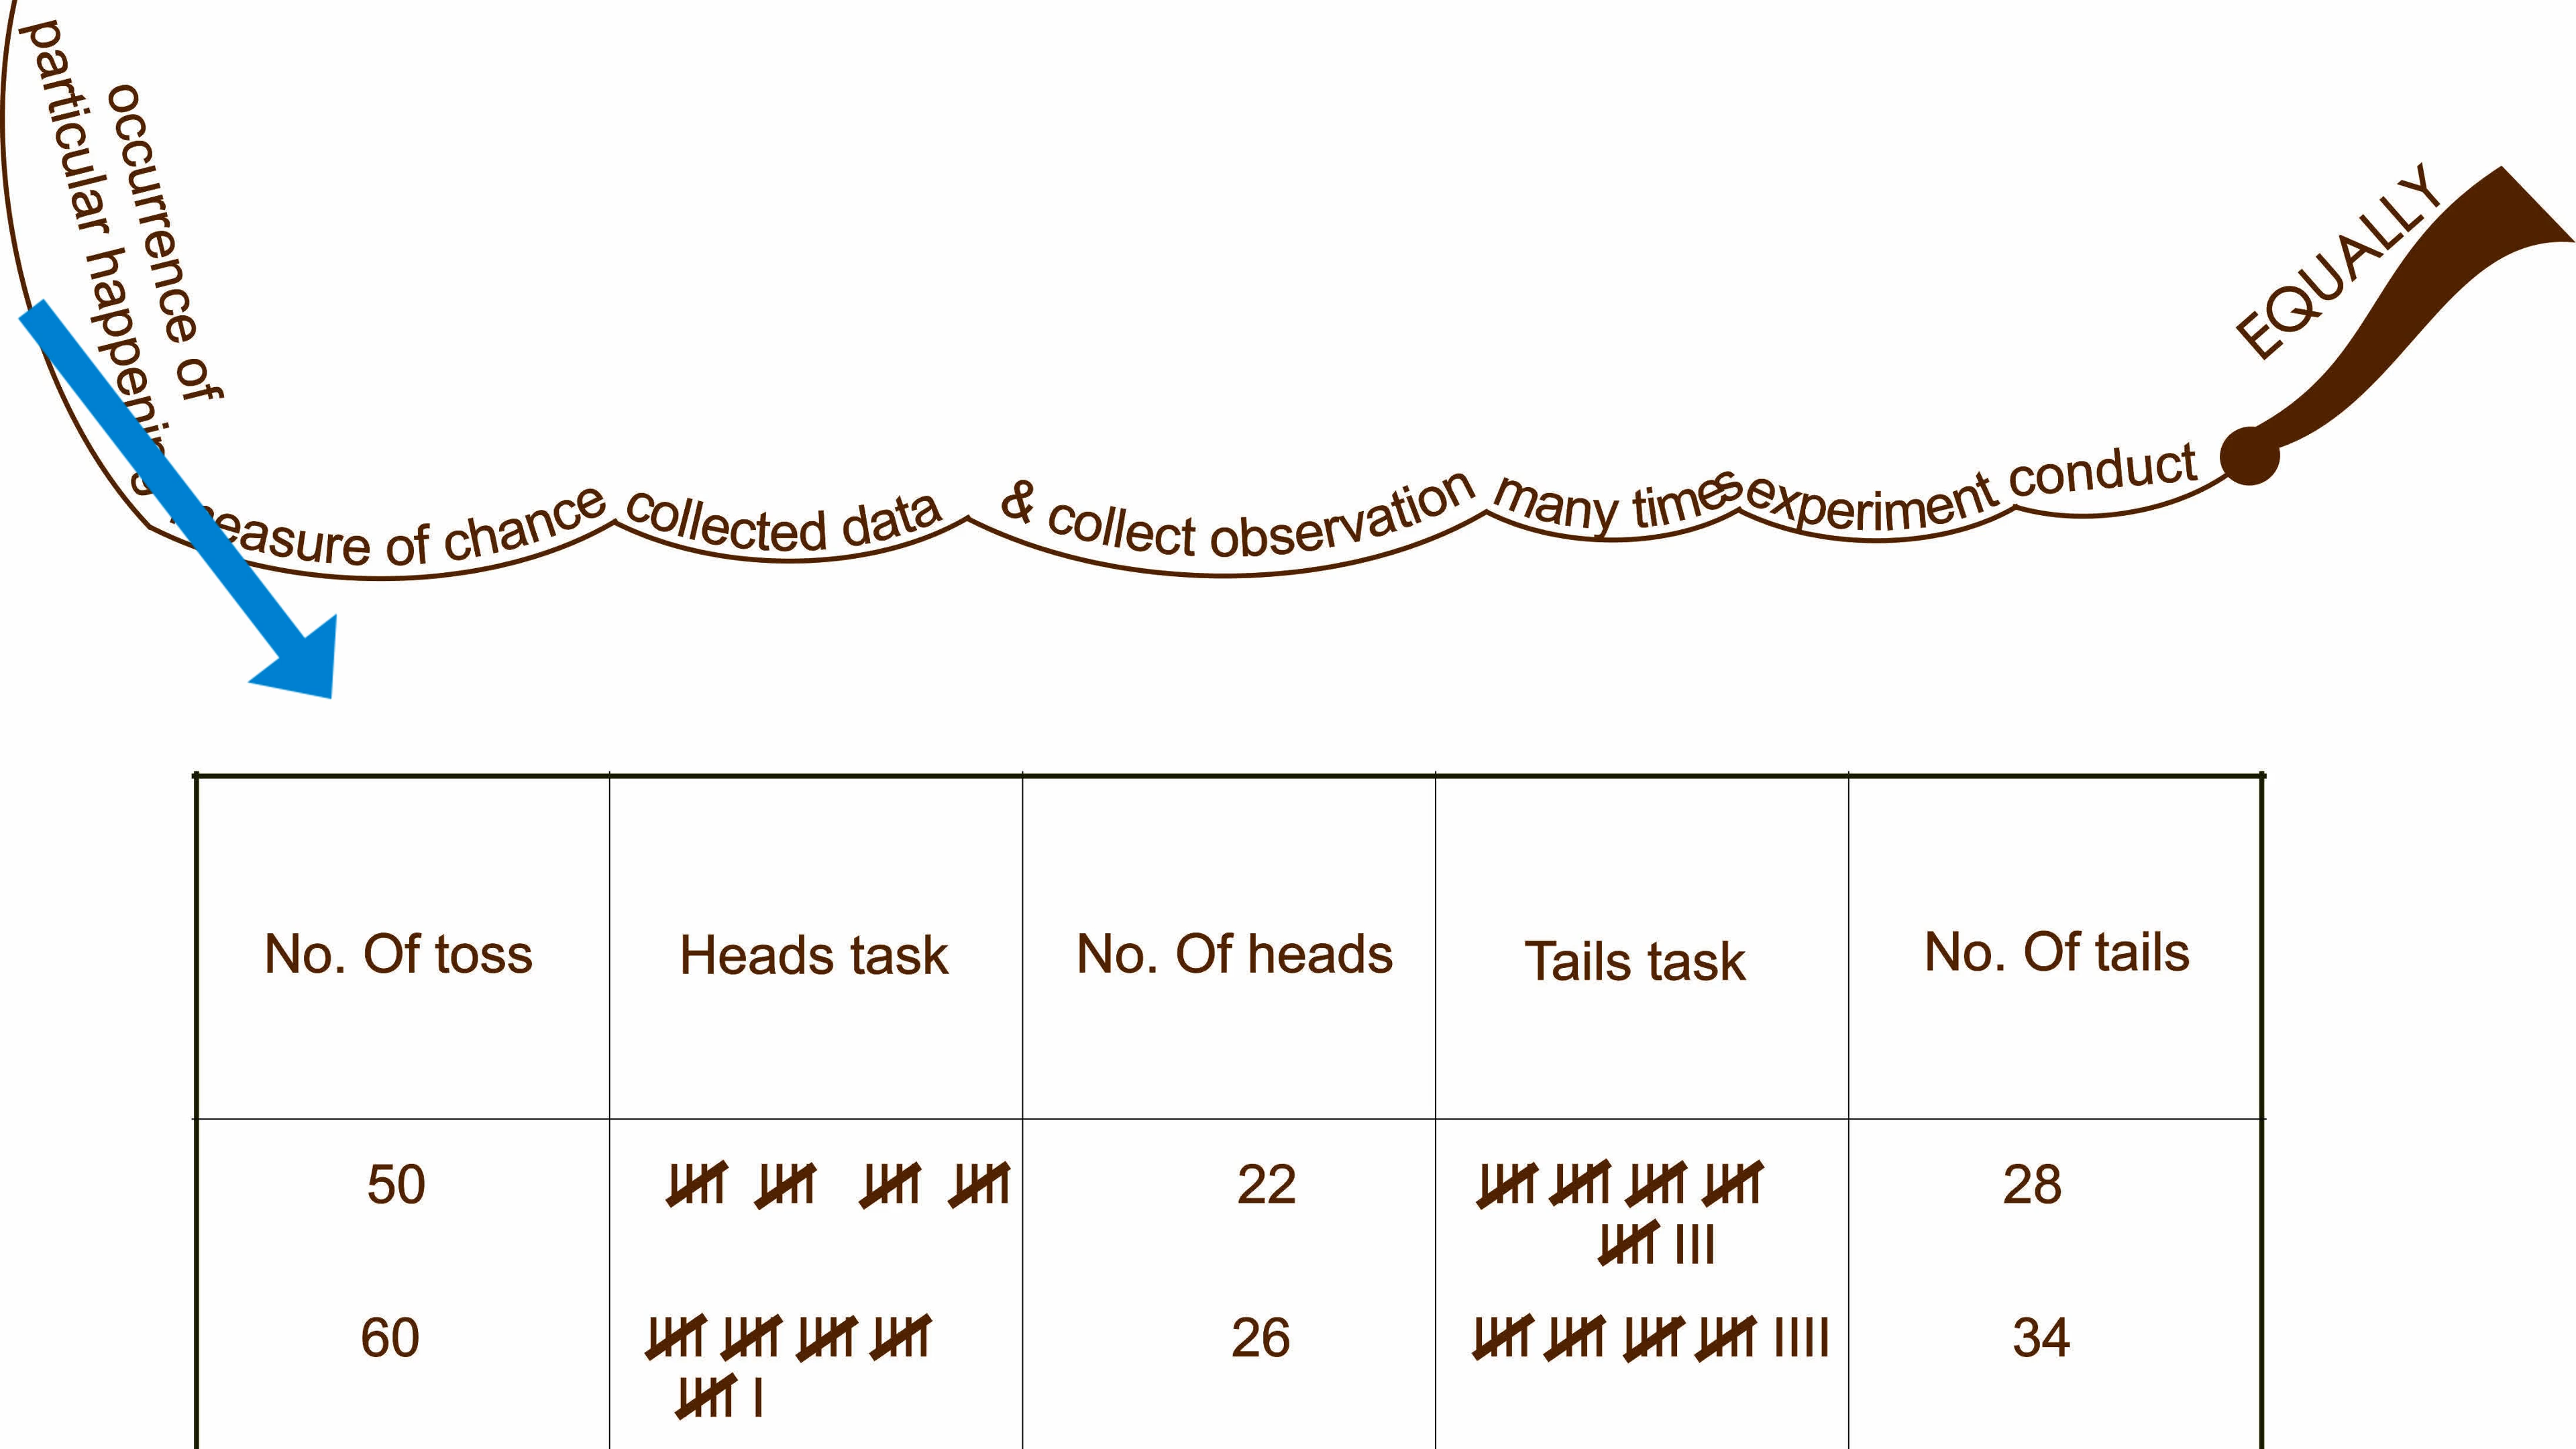 occurrence of
particular happening
measure of chance
collected data
& collect observation
many times
experiment
conduct
EQUALLY
No. Of toss
Heads task
No. Of heads
Tails task
No. Of tails
50
22
28
60
26
34